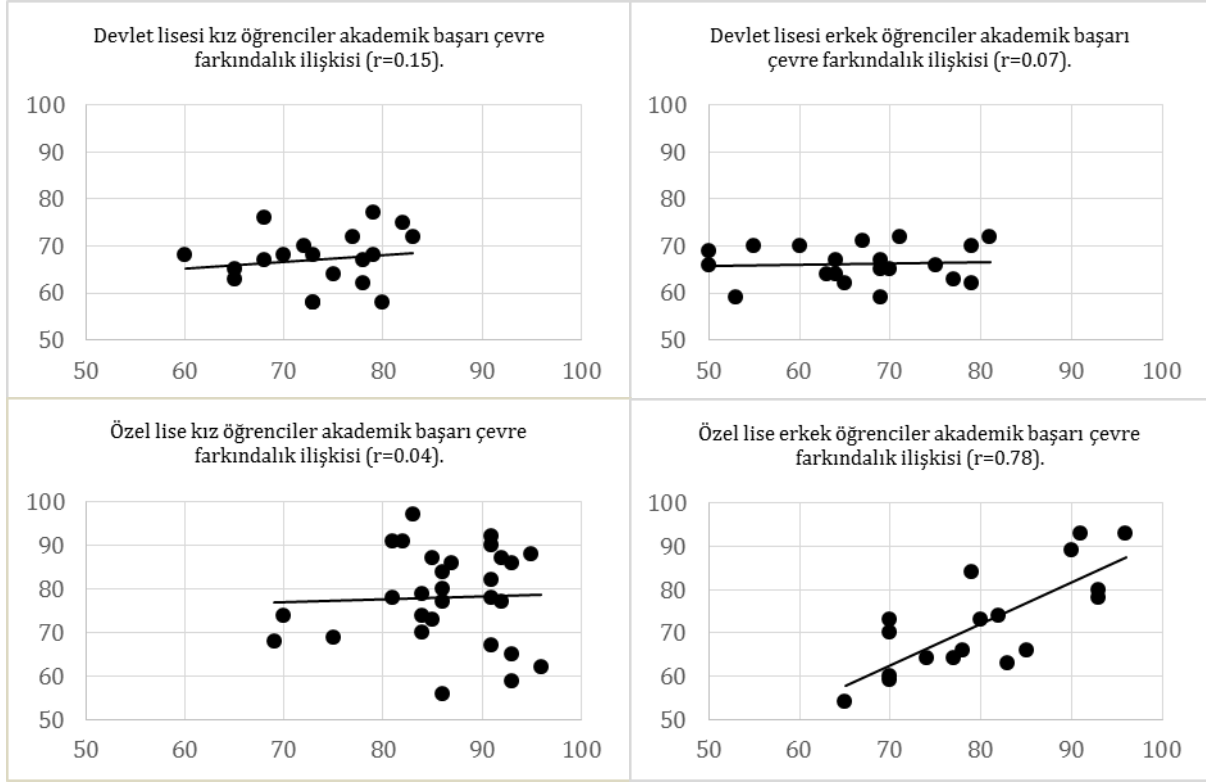 Devlet lisesi kız öğrenciler akademik başarı çevre
farkındalık ilişkisi (r=0.15).
100
90
80
70
60
50
50 60 70 80 90 100
Devlet lisesi erkek öğrenciler akademik başarı
çevre farkındalık ilişkisi (r=0.07).
100
90
80
70
60
50
50 60 70 80 90 100
Özel lise kız öğrenciler akademik başarı çevre
farkındalık ilişkisi (r=0.04).
100
90
80
70
60
50
50 60 70 80 90 100
Özel lise erkek öğrenciler akademik başarı çevre
farkındalık ilişkisi (r=0.78).
100
90
80
70
60
50
50 60 70 80 90 100